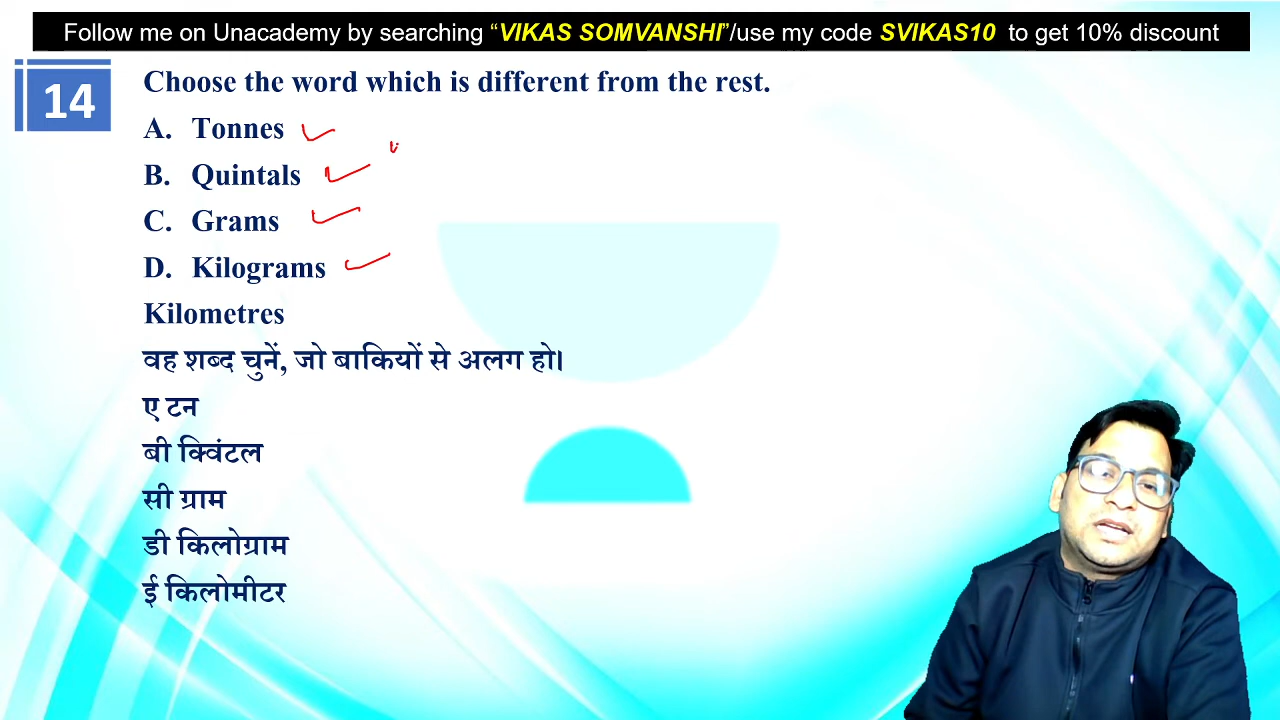 Follow me on Unacademy by searching “VIKAS SOMVANSHI”/use my code SVIKAS10 to get 10% discount
14
Choose the word which is different from the rest.
A. Tonnes
B. Quintals
C. Grams
D. Kilograms
Kilometres
वह शब्द चुनें, जो बाकियों से अलग हो।
ए टन
बी क्विंटल
सी ग्राम
डी किलोग्राम
ई किलोमीटर